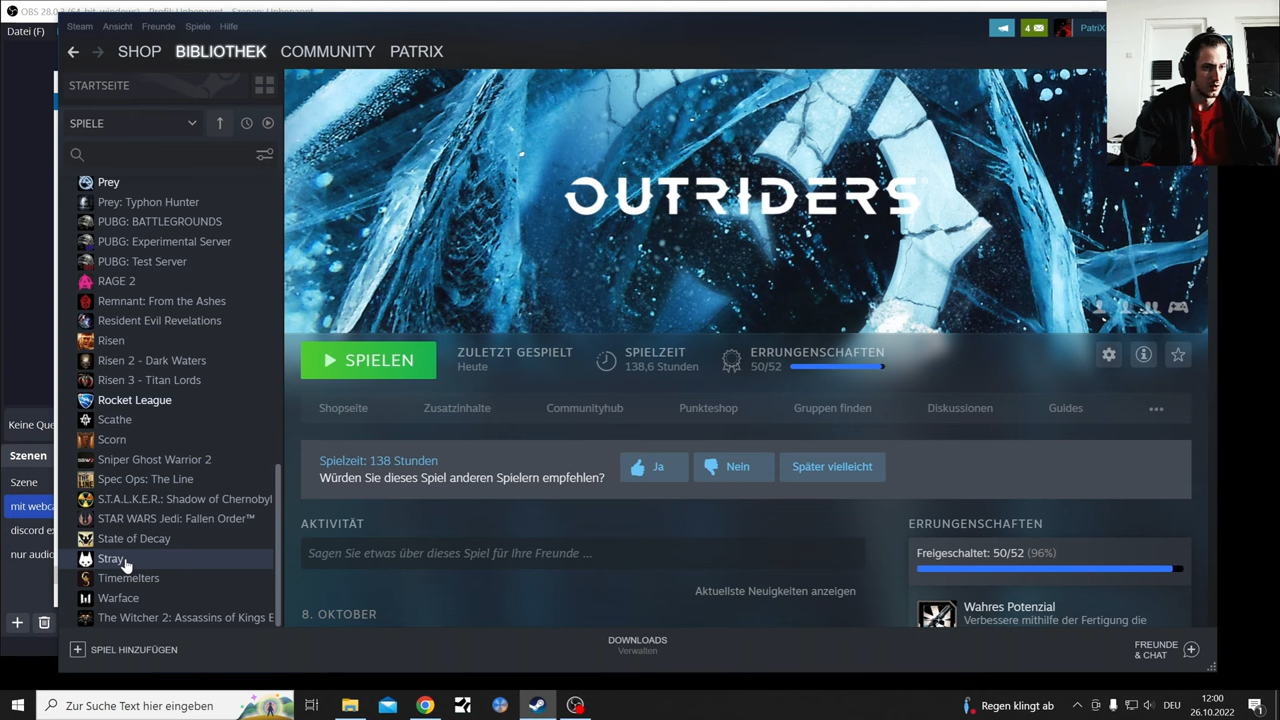 OBS 28.0.
Datei (F)
Steam Ansicht Freunde Spiele Hilfe
4
PatriX
SHOP BIBLIOTHEK COMMUNITY PATRIX
STARTSEITE
SPIELE
Prey
Prey: Typhon Hunter
PUBG: BATTLEGROUNDS
PUBG: Experimental Server
PUBG: Test Server
RAGE 2
Remnant: From the Ashes
Resident Evil Revelations
Risen
Risen 2 - Dark Waters
Risen 3 - Titan Lords
Rocket League
Scathe
Scorn
Sniper Ghost Warrior 2
Spec Ops: The Line
S.T.A.L.K.E.R.: Shadow of Chernobyl
STAR WARS Jedi: Fallen Order™
State of Decay
Stray
Timemelters
Warface
The Witcher 2: Assassins of Kings E
SPIEL HINZUFÜGEN
Keine Que
Szenen
Szene
mit webca
discord ex
nur audio
OUTRIDERS
SPIELEN
ZULETZT GESPIELT
Heute
SPIELZEIT
138,6 Stunden
ERRUNGENSCHAFTEN
50/52
Shopseite Zusatzinhalte Communityhub Punkteshop Gruppen finden Diskussionen Guides
Spielzeit: 138 Stunden
Würden Sie dieses Spiel anderen Spielern empfehlen?
Ja Nein Später vielleicht
AKTIVITÄT
Sagen Sie etwas über dieses Spiel für Ihre Freunde ...
Aktuellste Neuigkeiten anzeigen
8. OKTOBER
ERRUNGENSCHAFTEN
Freigeschaltet: 50/52 (96%)
Wahres Potenzial
Verbessere mithilfe der Fertigung die
DOWNLOADS
Verwalten
FREUNDE
& CHAT
Zur Suche Text hier eingeben
Regen klingt ab
DEU
12:00
26.10.2022
1